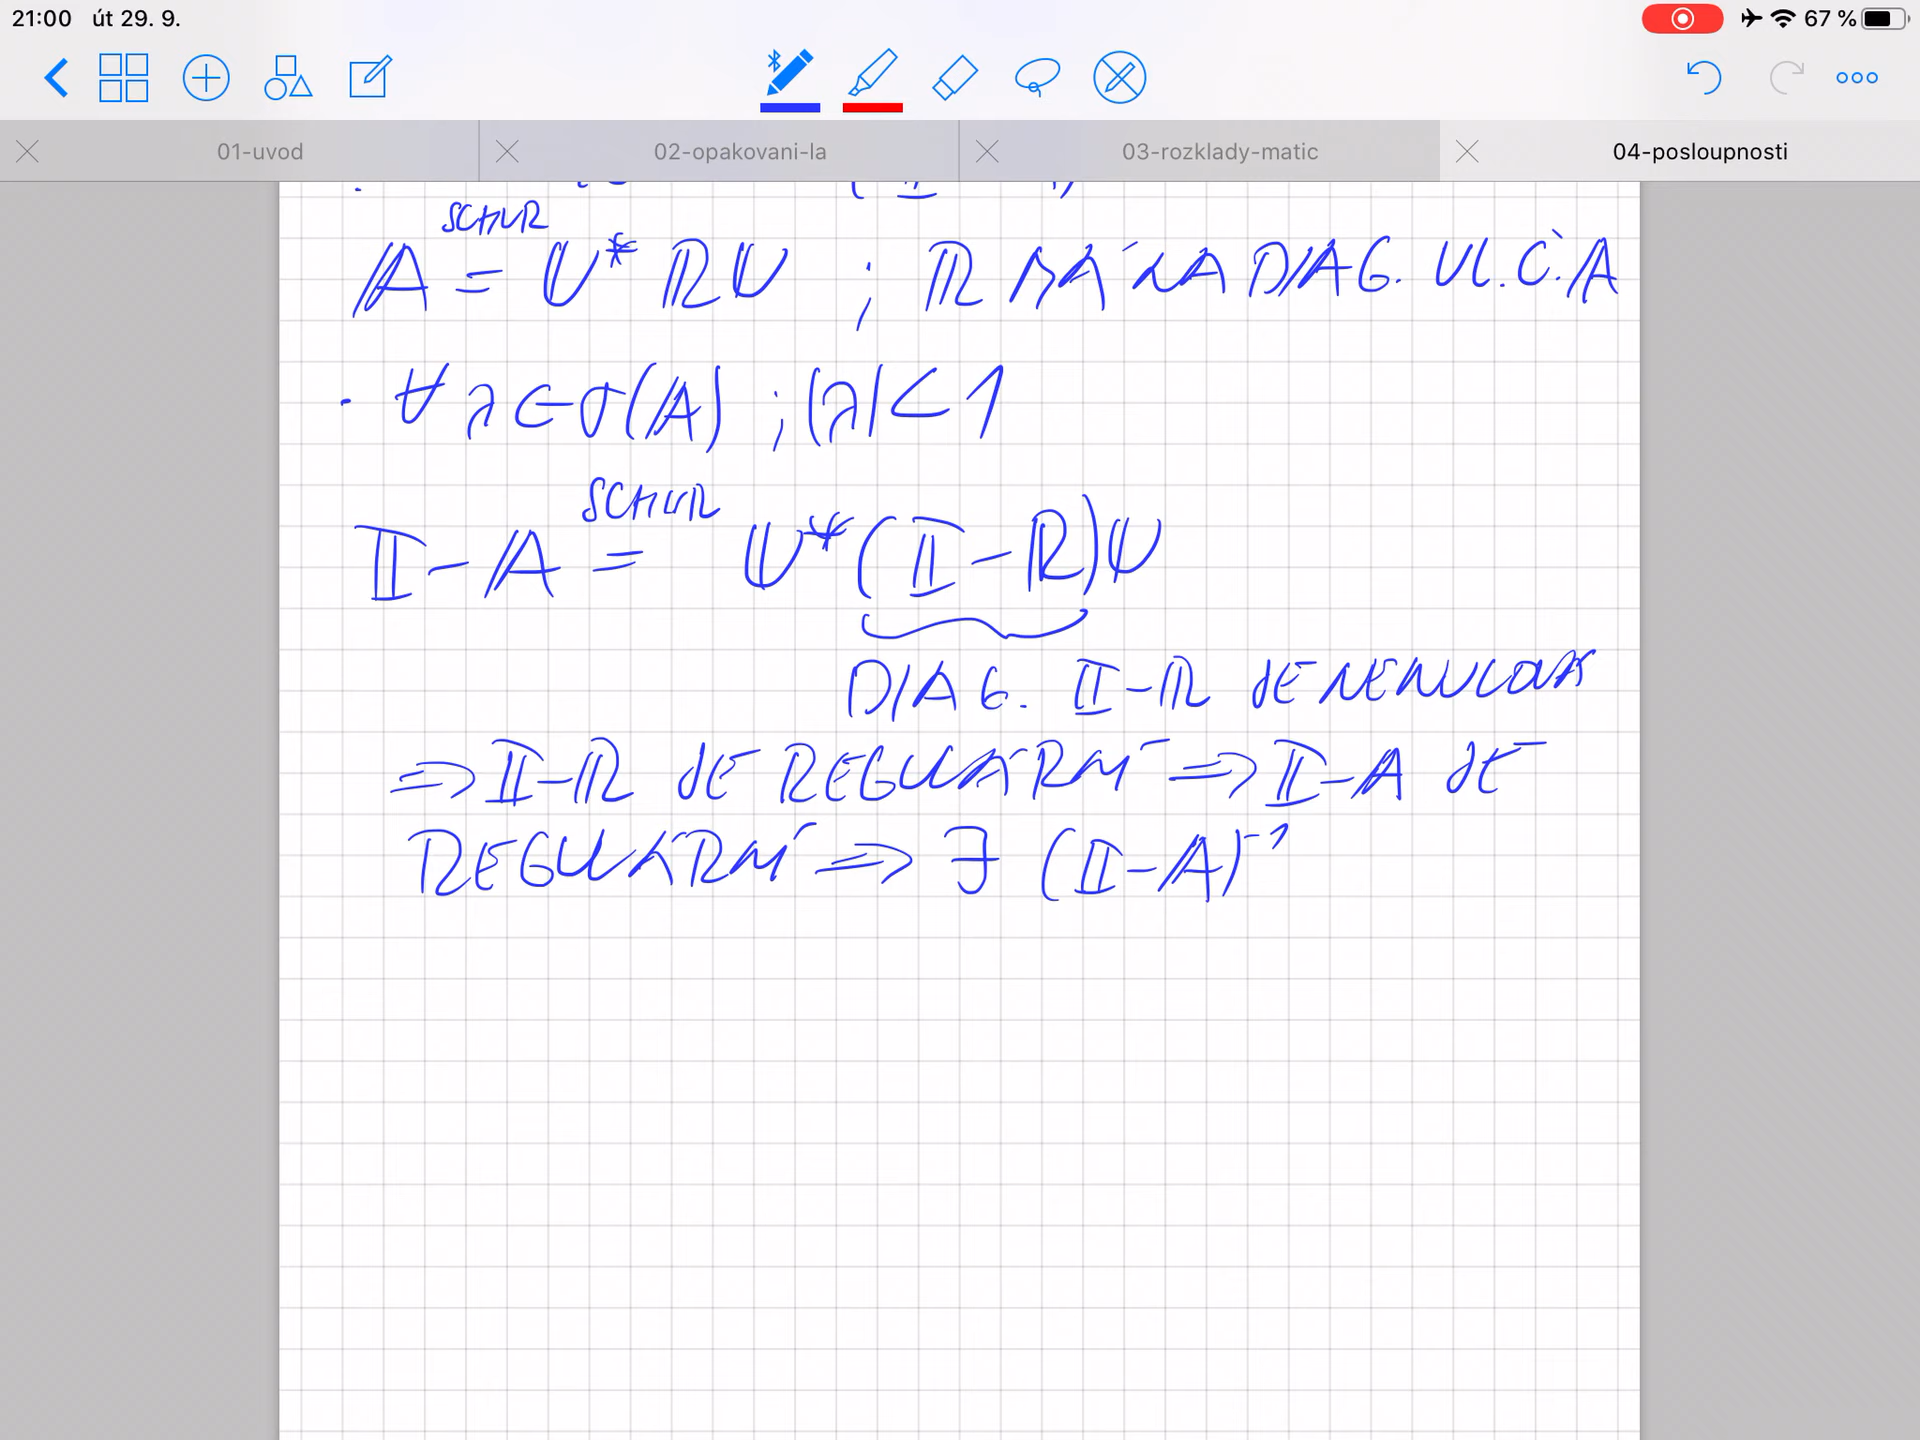 21:00 út 29. 9. 67 %
01-uvod 02-opakovani-la 03-rozklady-matic 04-posloupnosti
SCHUR
𝔸 = 𝕌* ℝ𝕌 ; ℝ MÁ NA DIAG. VL. Č. 𝔸
· ∀ λ ∈ σ(𝔸) ; |λ| < 1
SCHUR
𝕀 - 𝔸 = 𝕌* (𝕀 - ℝ)𝕌
DIAG. 𝕀 - ℝ JE NENULOVÁ
⇒ 𝕀 - ℝ JE REGULÁRNÍ ⇒ 𝕀 - 𝔸 JE
REGULÁRNÍ ⇒ ∃ (𝕀 - 𝔸)⁻¹